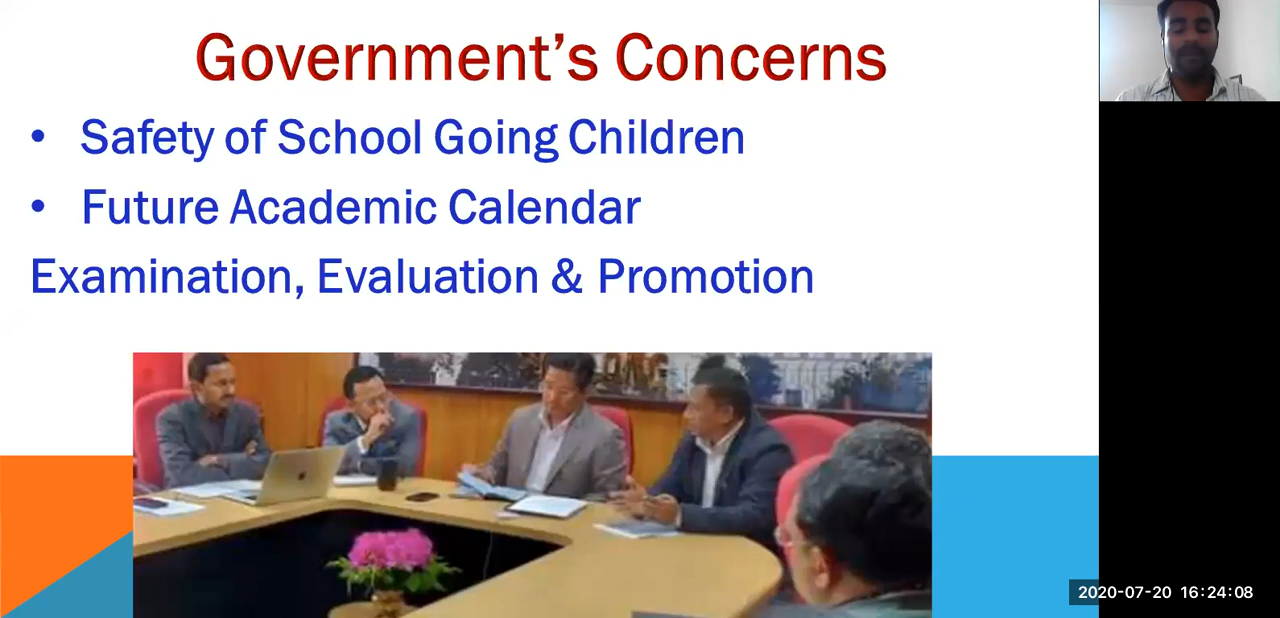 Government’s Concerns
• Safety of School Going Children
• Future Academic Calendar
Examination, Evaluation & Promotion
2020-07-20 16:24:08